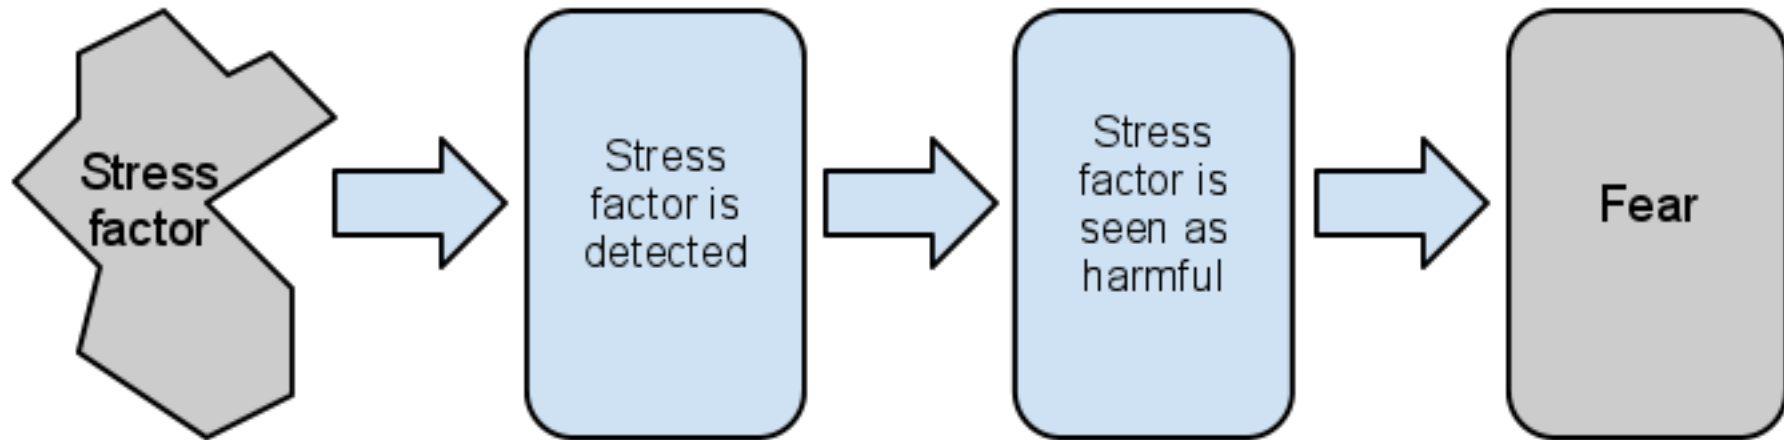 Stress
factor
Stress
factor is
detected
Stress
factor is
seen as
harmful
Fear